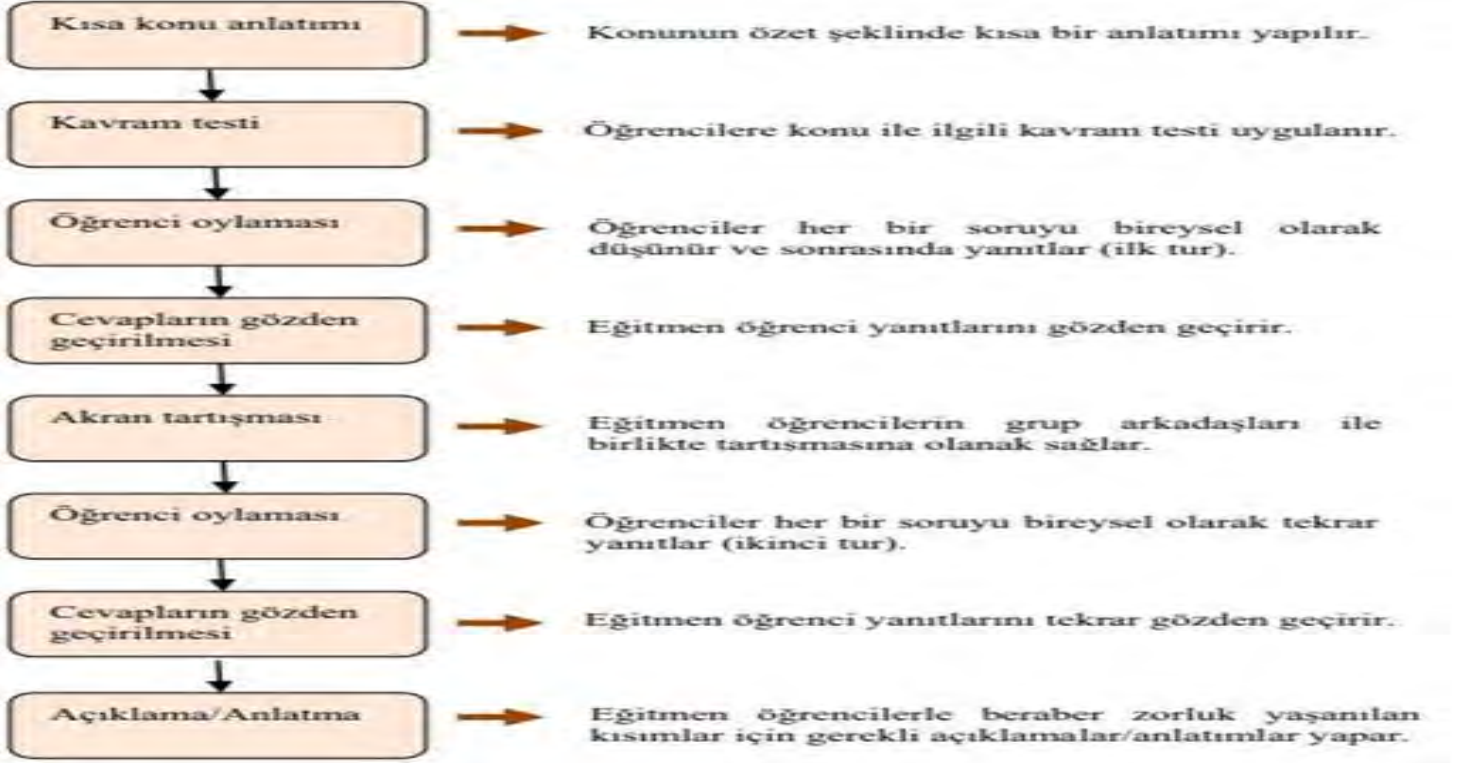 Kısa konu anlatımı
Konunun özet şeklinde kısa bir anlatımı yapılır.
Kavram testi
Öğrencilere konu ile ilgili kavram testi uygulanır.
Öğrenci oylaması
Öğrenciler her bir soruyu bireysel olarak
düşünür ve sonrasında yanıtlar (ilk tur).
Cevapların gözden
geçirilmesi
Eğitmen öğrenci yanıtlarını gözden geçirir.
Akran tartışması
Eğitmen öğrencilerin grup arkadaşları ile
birlikte tartışmasına olanak sağlar.
Öğrenci oylaması
Öğrenciler her bir soruyu bireysel olarak tekrar
yanıtlar (ikinci tur).
Cevapların gözden
geçirilmesi
Eğitmen öğrenci yanıtlarını tekrar gözden geçirir.
Açıklama/Anlatma
Eğitmen öğrencilerle beraber zorluk yaşanılan
kısımlar için gerekli açıklamalar/anlatımlar yapar.